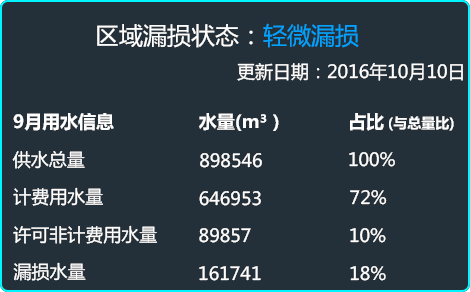 区域漏损状态：轻微漏损
更新日期：2016年10月10日
9月用水信息 水量(m³ ) 占比 (与总量比)
供水总量 898546 100%
计费用水量 646953 72%
许可非计费用水量 89857 10%
漏损水量 161741 18%